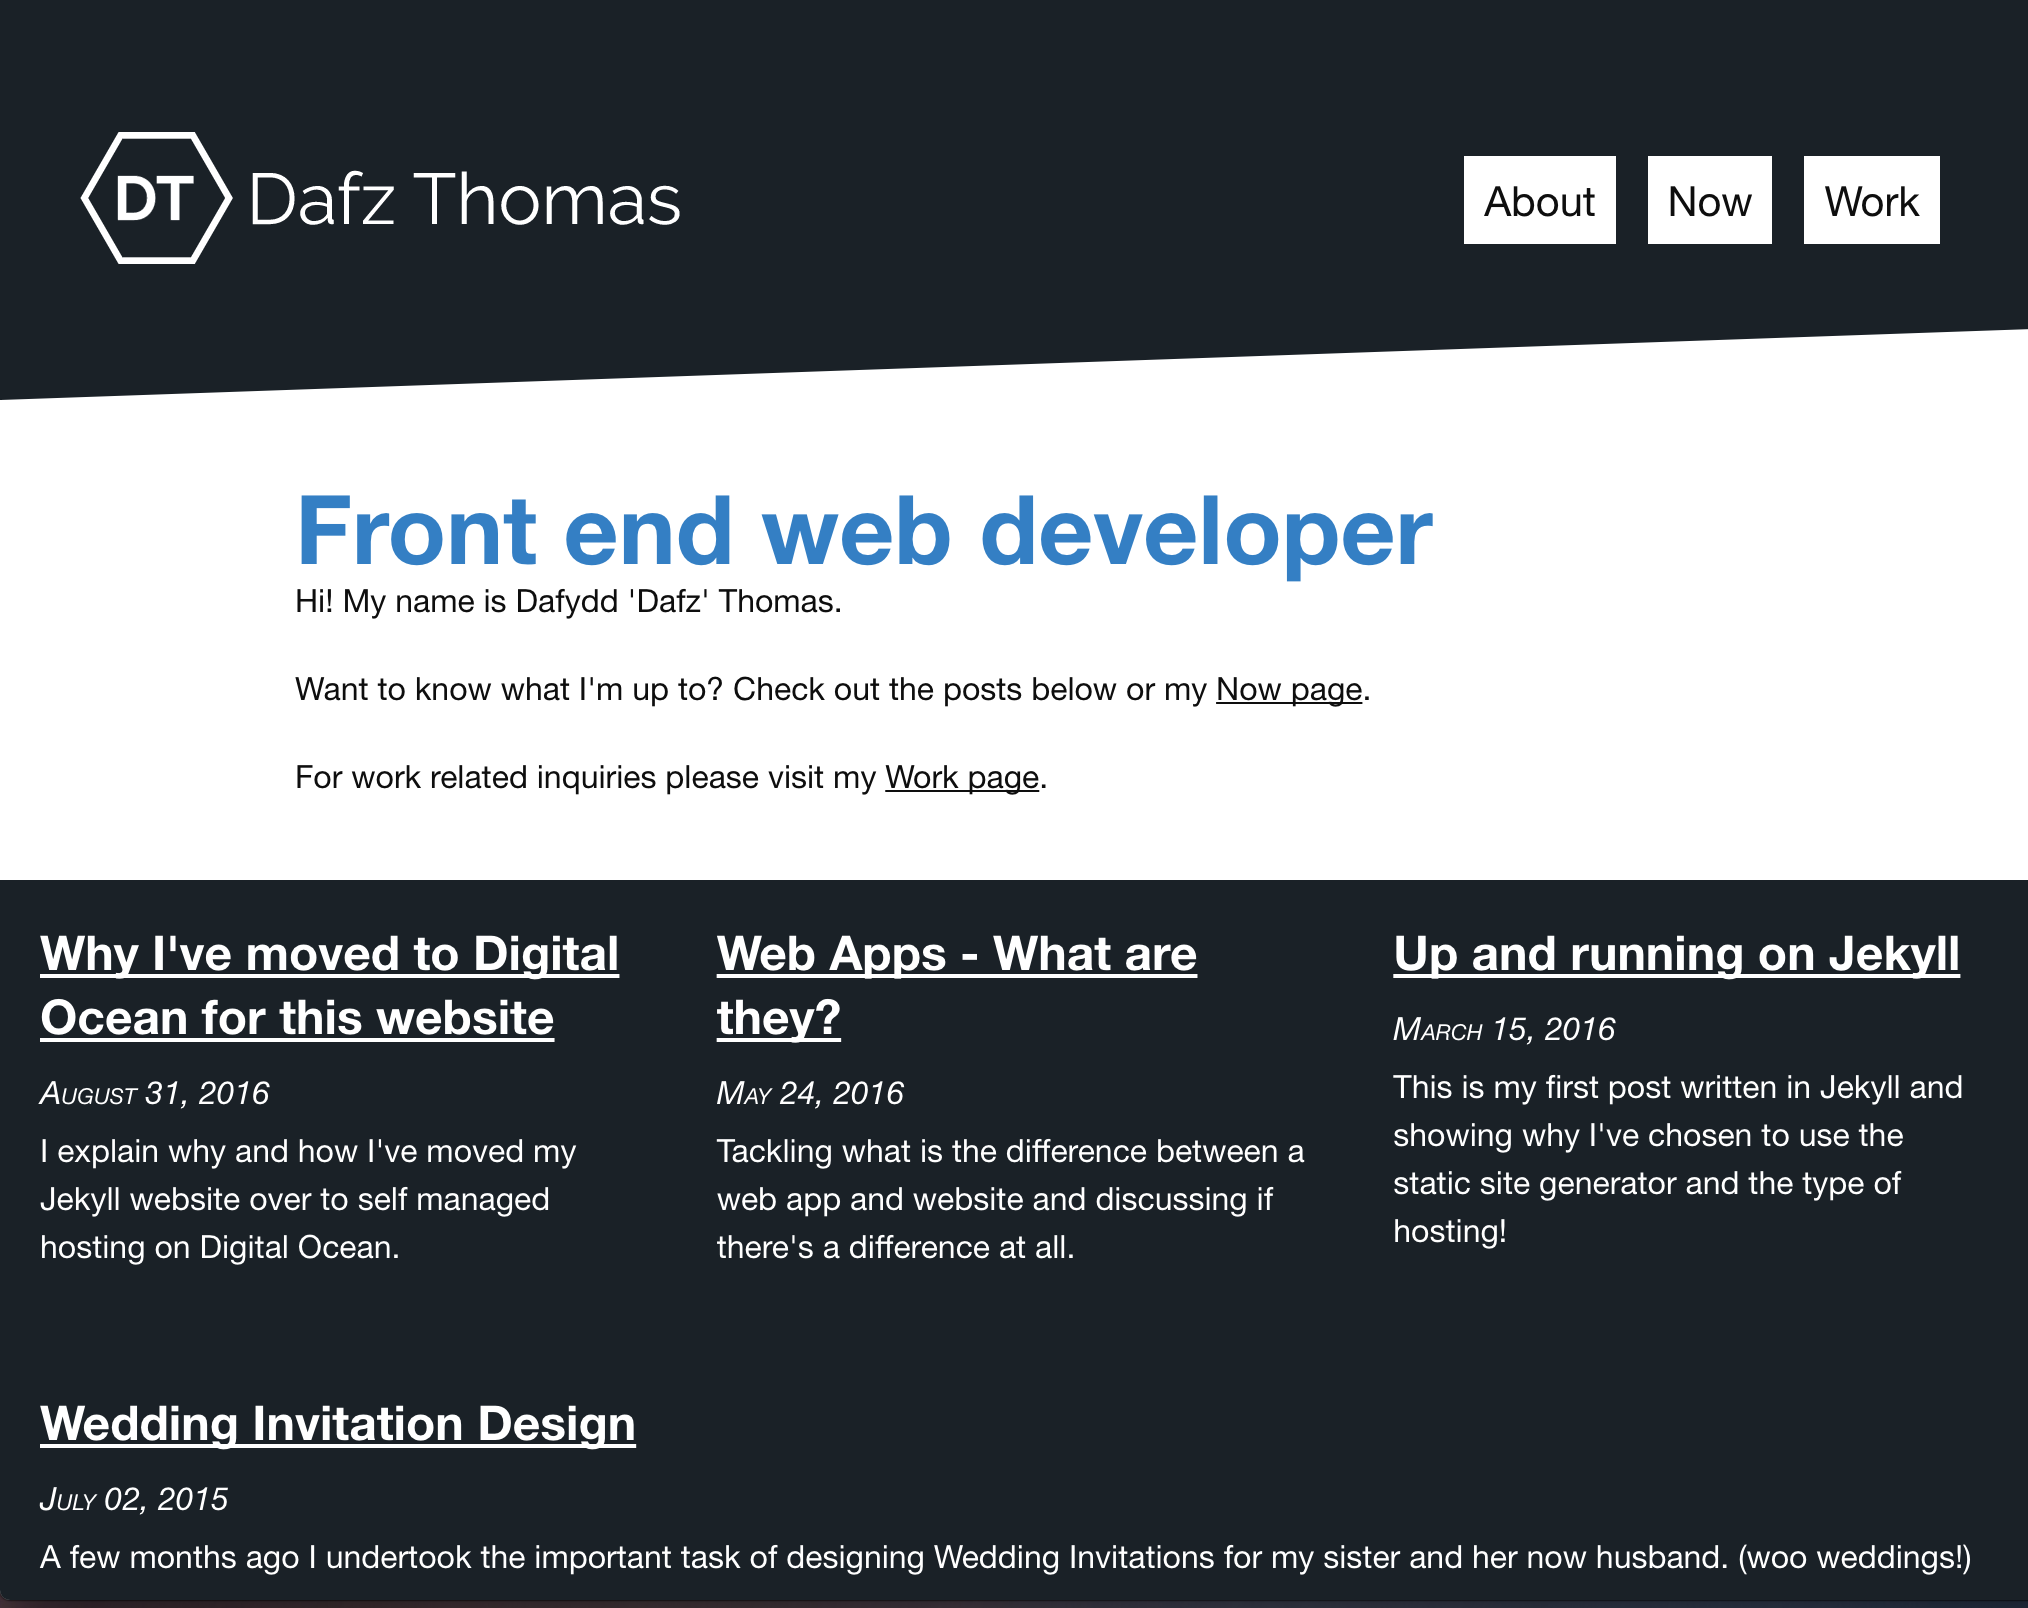 DT Dafz Thomas
About
Now
Work
Front end web developer
Hi! My name is Dafydd 'Dafz' Thomas.
Want to know what I'm up to? Check out the posts below or my Now page.
For work related inquiries please visit my Work page.
Why I've moved to Digital
Ocean for this website
August 31, 2016
I explain why and how I've moved my
Jekyll website over to self managed
hosting on Digital Ocean.
Web Apps - What are
they?
May 24, 2016
Tackling what is the difference between a
web app and website and discussing if
there's a difference at all.
Up and running on Jekyll
March 15, 2016
This is my first post written in Jekyll and
showing why I've chosen to use the
static site generator and the type of
hosting!
Wedding Invitation Design
July 02, 2015
A few months ago I undertook the important task of designing Wedding Invitations for my sister and her now husband. (woo weddings!)